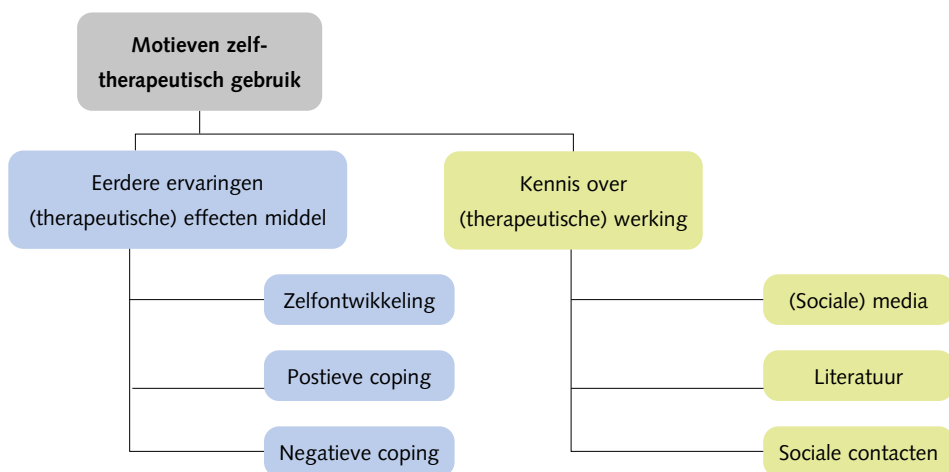 Motieven zelf-
therapeutisch gebruik
Eerdere ervaringen
(therapeutische) effecten middel
Kennis over
(therapeutische) werking
Zelfontwikkeling
(Sociale) media
Postieve coping
Literatuur
Negatieve coping
Sociale contacten